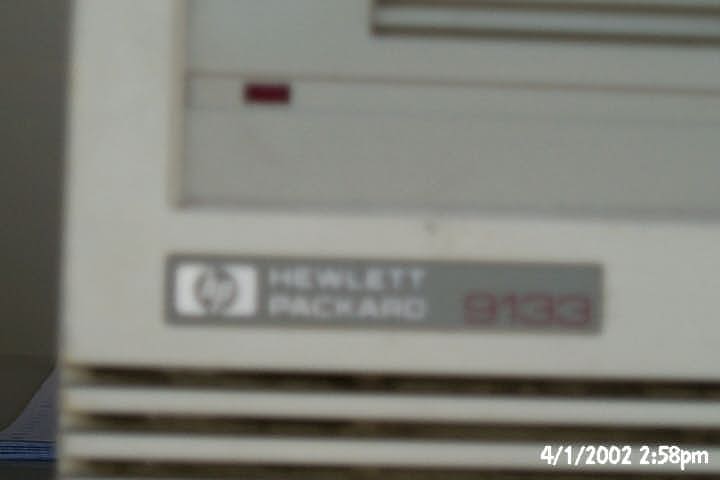 hp HEWLETT
PACKARD 9133
4/1/2002 2:58pm